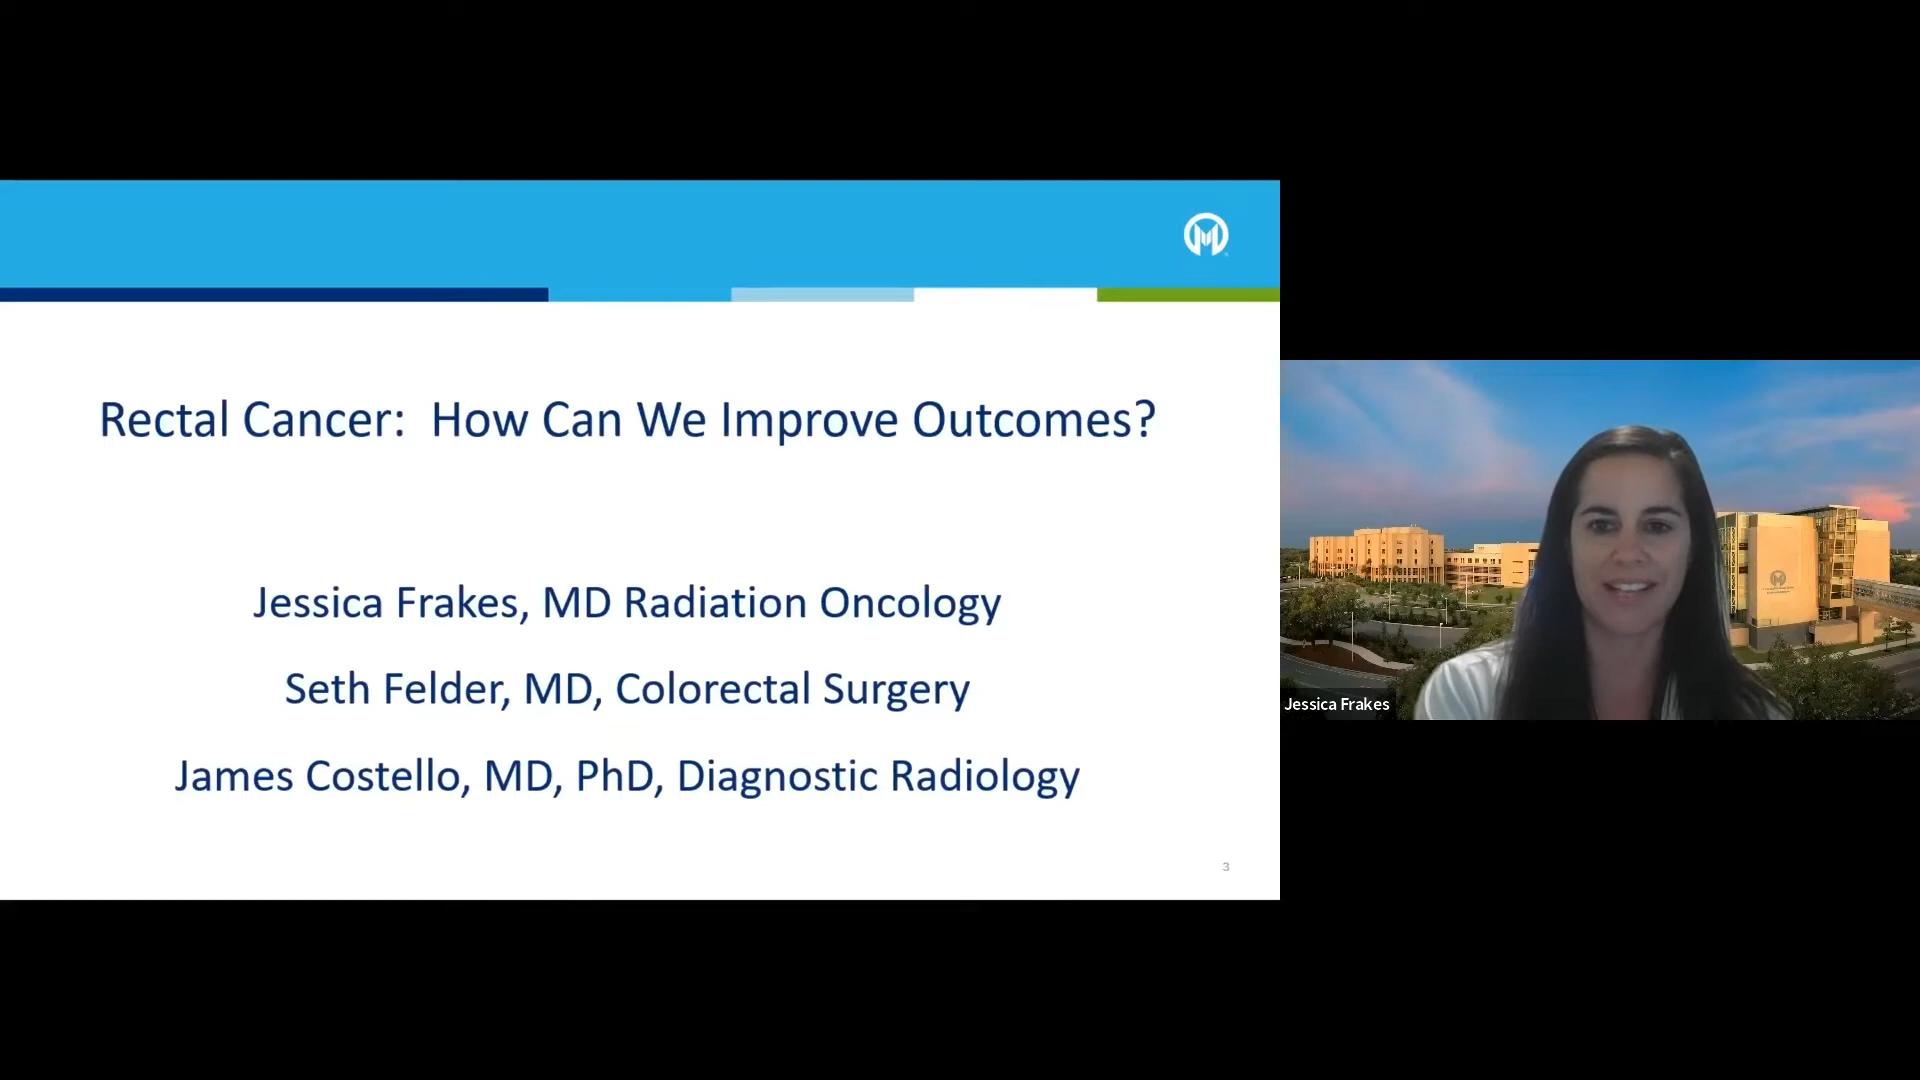 Rectal Cancer: How Can We Improve Outcomes?
Jessica Frakes, MD Radiation Oncology
Seth Felder, MD, Colorectal Surgery
James Costello, MD, PhD, Diagnostic Radiology
3
Jessica Frakes